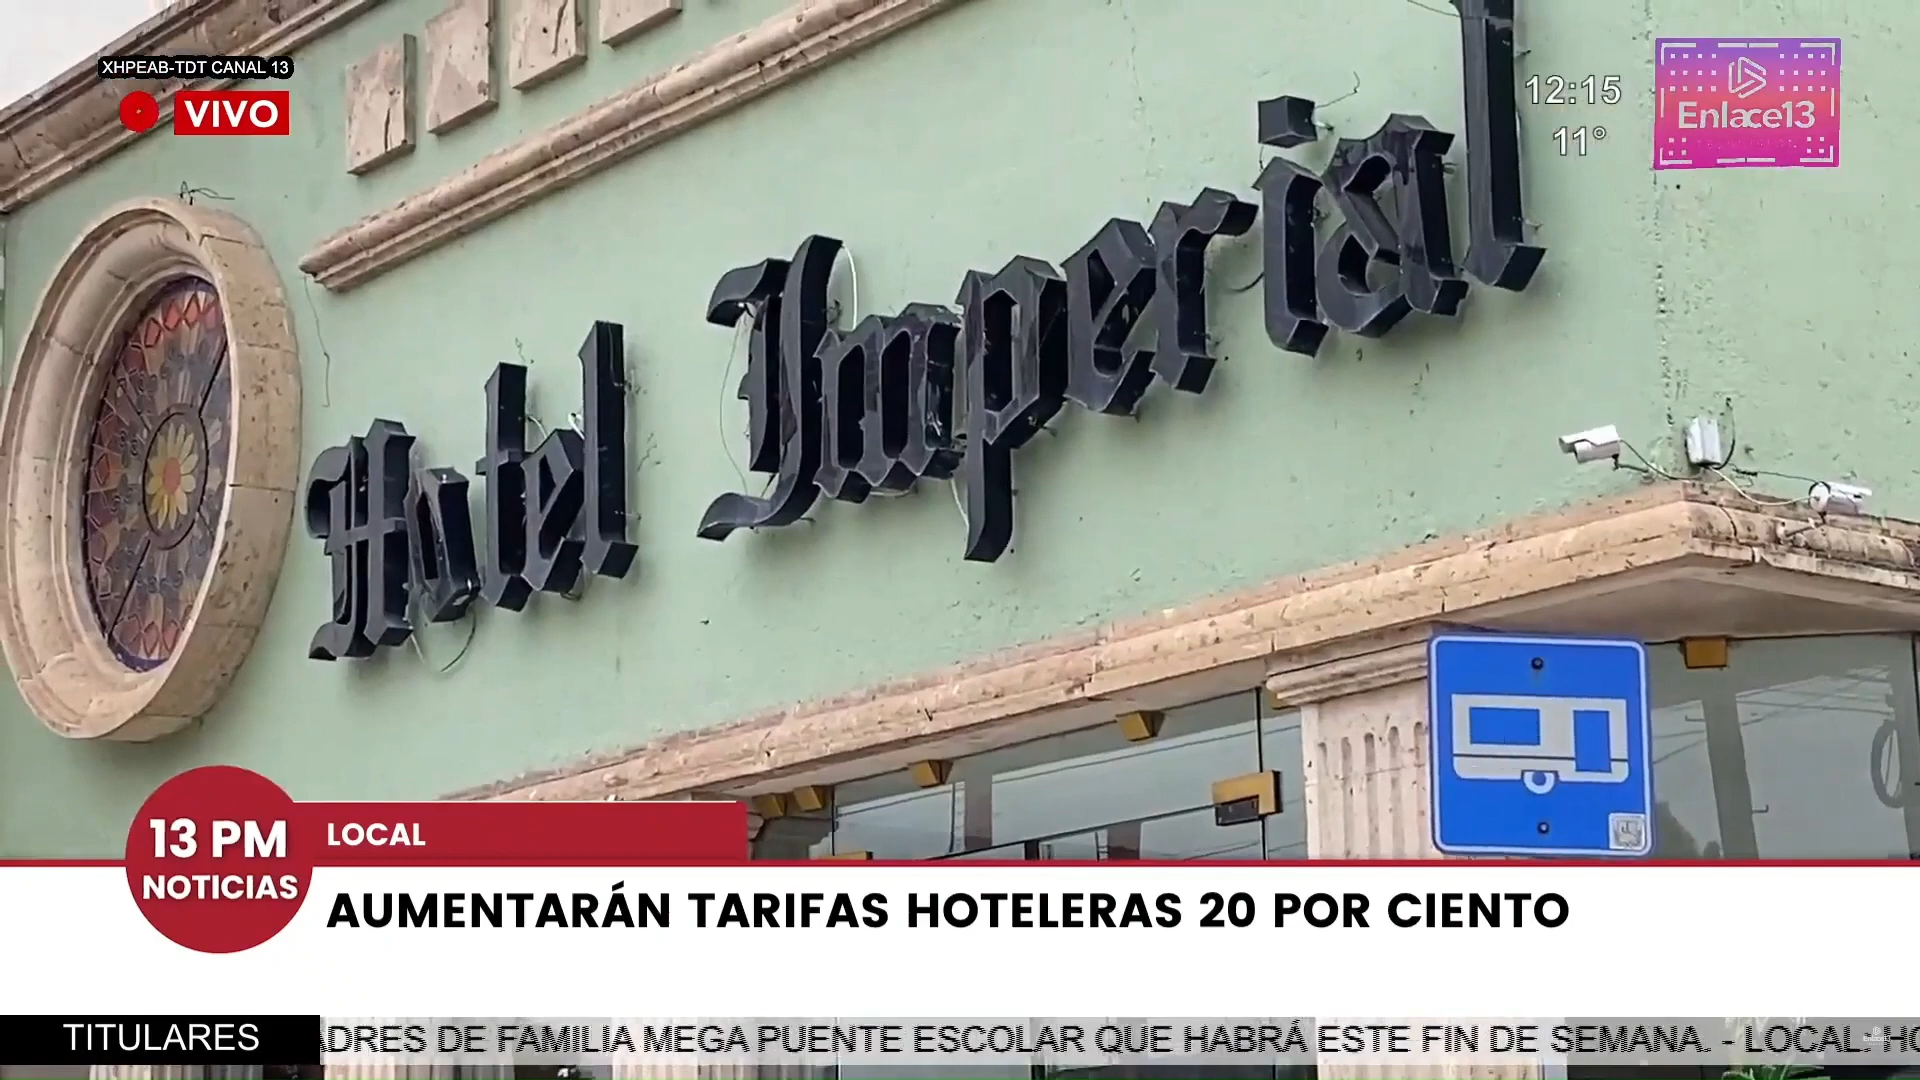 XHPEAB-TDT CANAL 13
VIVO
12:15
11°
Enlace13
Hotel Imperial
13 PM
NOTICIAS
LOCAL
AUMENTARÁN TARIFAS HOTELERAS 20 POR CIENTO
TITULARES
ADRES DE FAMILIA MEGA PUENTE ESCOLAR QUE HABRÁ ESTE FIN DE SEMANA. - LOCAL: HO